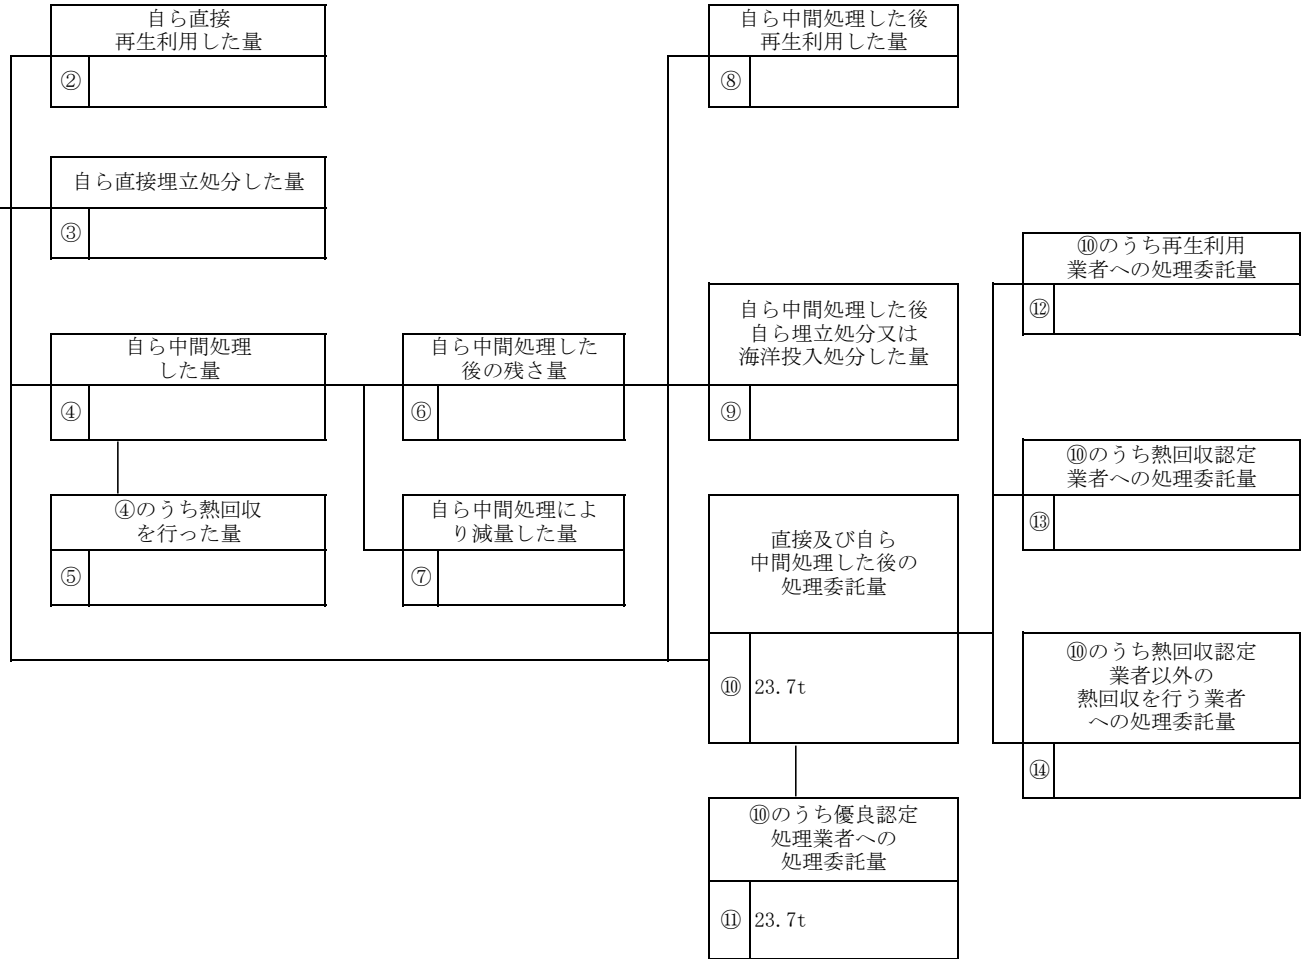 自ら直接
再生利用した量
②
自ら直接埋立処分した量
③
自ら中間処理
した量
④
④のうち熱回収
を行った量
⑤
自ら中間処理した
後の残さ量
⑥
自ら中間処理によ
り減量した量
⑦
自ら中間処理した後
再生利用した量
⑧
自ら中間処理した後
自ら埋立処分又は
海洋投入処分した量
⑨
直接及び自ら
中間処理した後の
処理委託量
⑩ 23.7t
⑩のうち優良認定
処理業者への
処理委託量
⑪ 23.7t
⑩のうち再生利用
業者への処理委託量
⑫
⑩のうち熱回収認定
業者への処理委託量
⑬
⑩のうち熱回収認定
業者以外の
熱回収を行う業者
への処理委託量
⑭